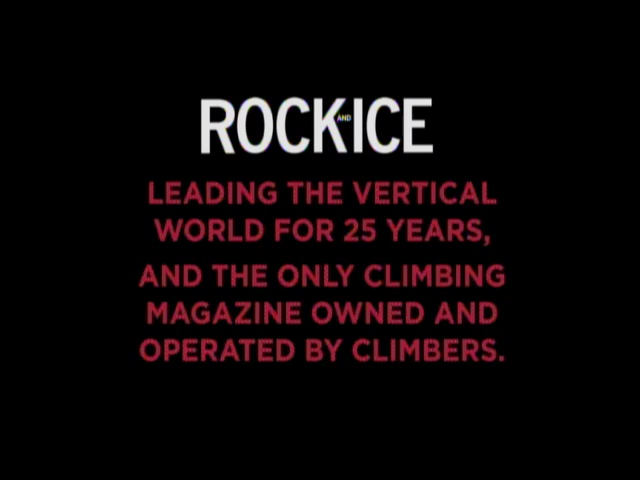 ROCK AND ICE
LEADING THE VERTICAL
WORLD FOR 25 YEARS,
AND THE ONLY CLIMBING
MAGAZINE OWNED AND
OPERATED BY CLIMBERS.